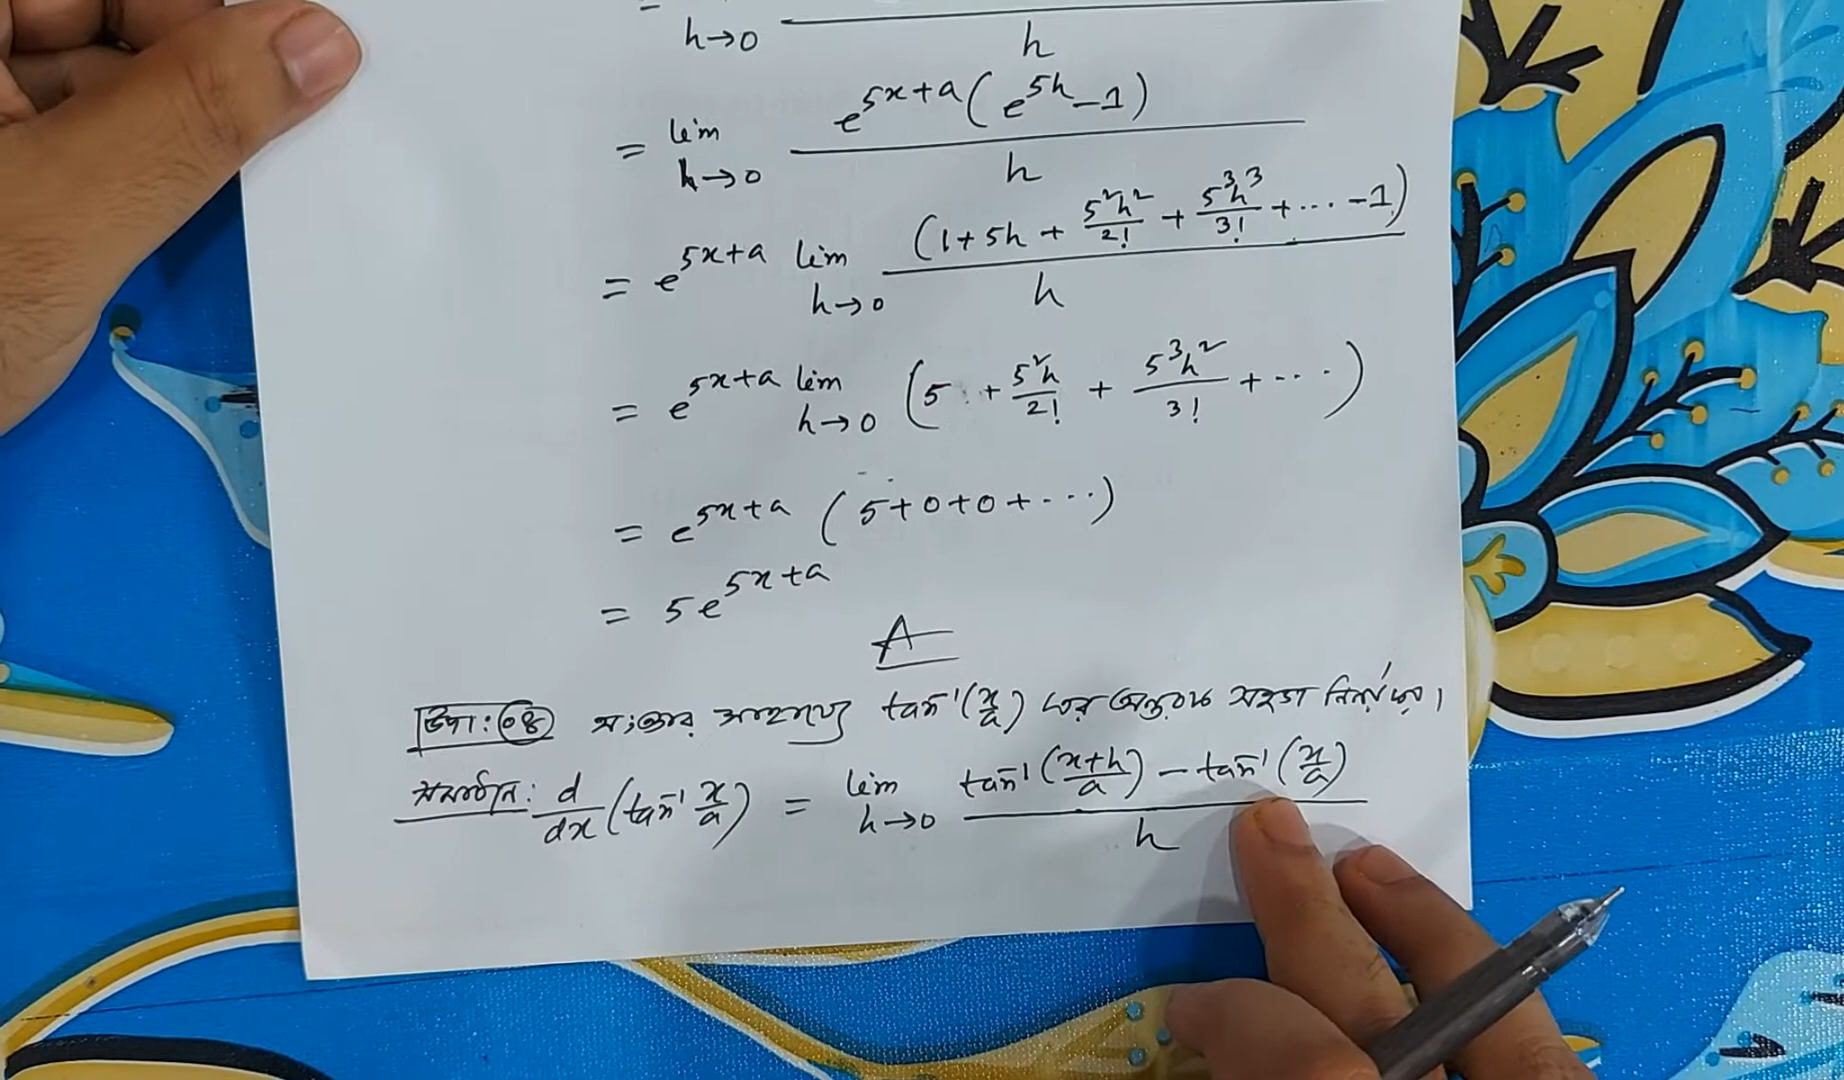 = 
h→0 h
= lim h→0 e^(5x+a) (e^(5h) -1) / h
= e^(5x+a) lim h→0 (1+5h + 5²h²/2! + 5³h³/3! + ... -1) / h
= e^(5x+a) lim h→0 (5 + 5²h/2! + 5³h²/3! + ....)
= e^(5x+a) (5+0+0+...)
= 5e^(5x+a)
A
উদা: ০৪ সংজ্ঞার সাহায্যে tan⁻¹(x/a) এর অন্তরক সহগ নির্ণয় কর।
সমাধান: d/dx (tan⁻¹ x/a) = lim h→0 (tan⁻¹((x+h)/a) - tan⁻¹(x/a)) / h